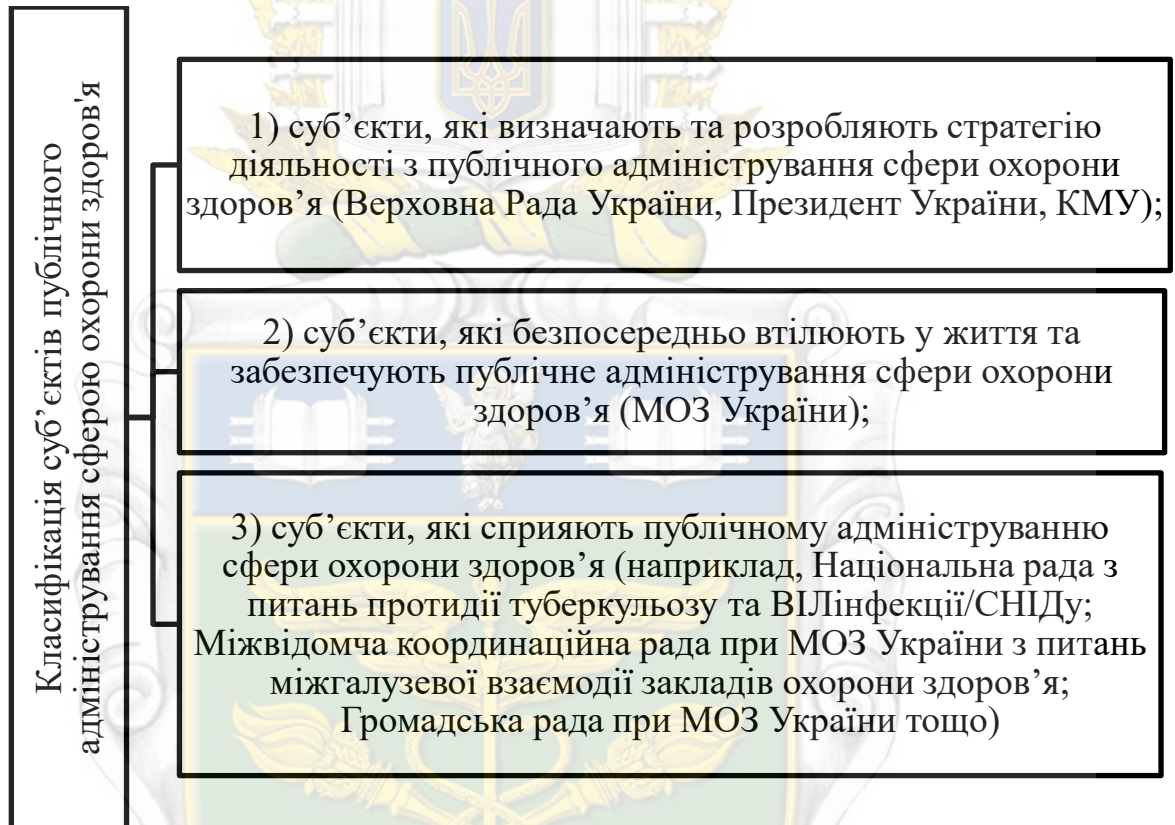 Класифікація суб’єктів публічного
адміністрування сферою охорони здоров'я
1) суб’єкти, які визначають та розробляють стратегію
діяльності з публічного адміністрування сфери охорони
здоров’я (Верховна Рада України, Президент України, КМУ);
2) суб’єкти, які безпосередньо втілюють у життя та
забезпечують публічне адміністрування сфери охорони
здоров’я (МОЗ України);
3) суб’єкти, які сприяють публічному адмініструванню
сфери охорони здоров’я (наприклад, Національна рада з
питань протидії туберкульозу та ВІЛінфекції/СНІДу;
Міжвідомча координаційна рада при МОЗ України з питань
міжгалузевої взаємодії закладів охорони здоров’я;
Громадська рада при МОЗ України тощо)